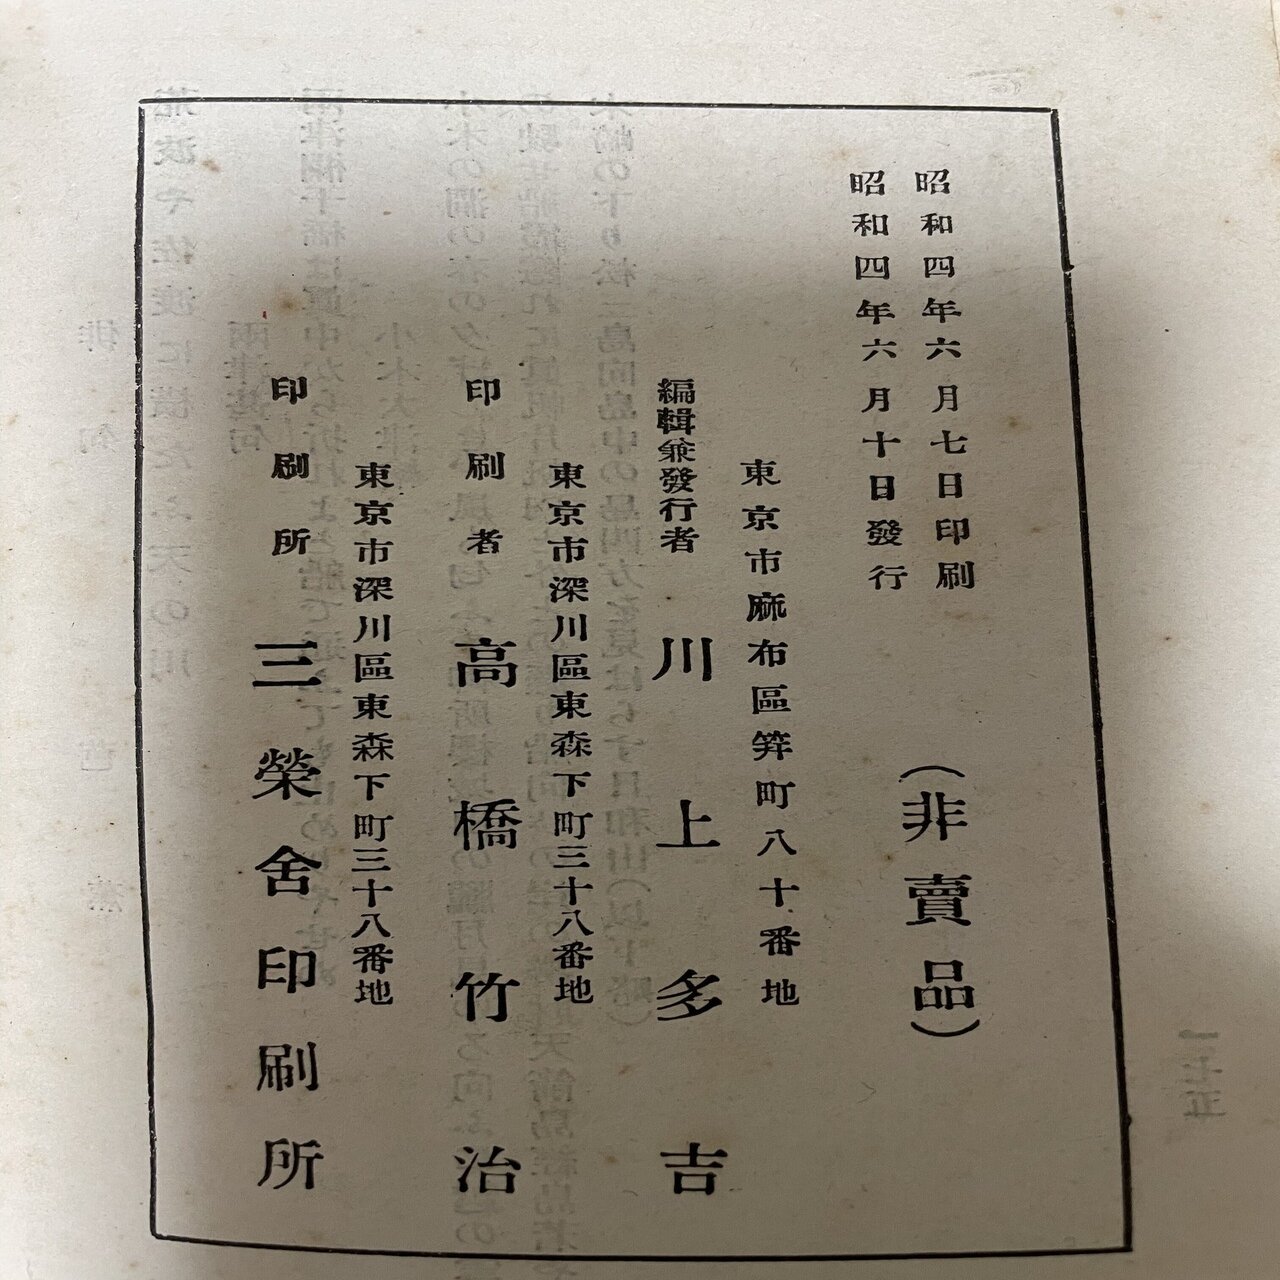 昭和四年六月七日印刷
昭和四年六月十日發行
(非賣品)
東京市麻布區笄町八十番地
編輯兼發行者 川上多吉
東京市深川區東森下町三十八番地
印刷者 高橋竹治
東京市深川區東森下町三十八番地
印刷所 三榮舍印刷所